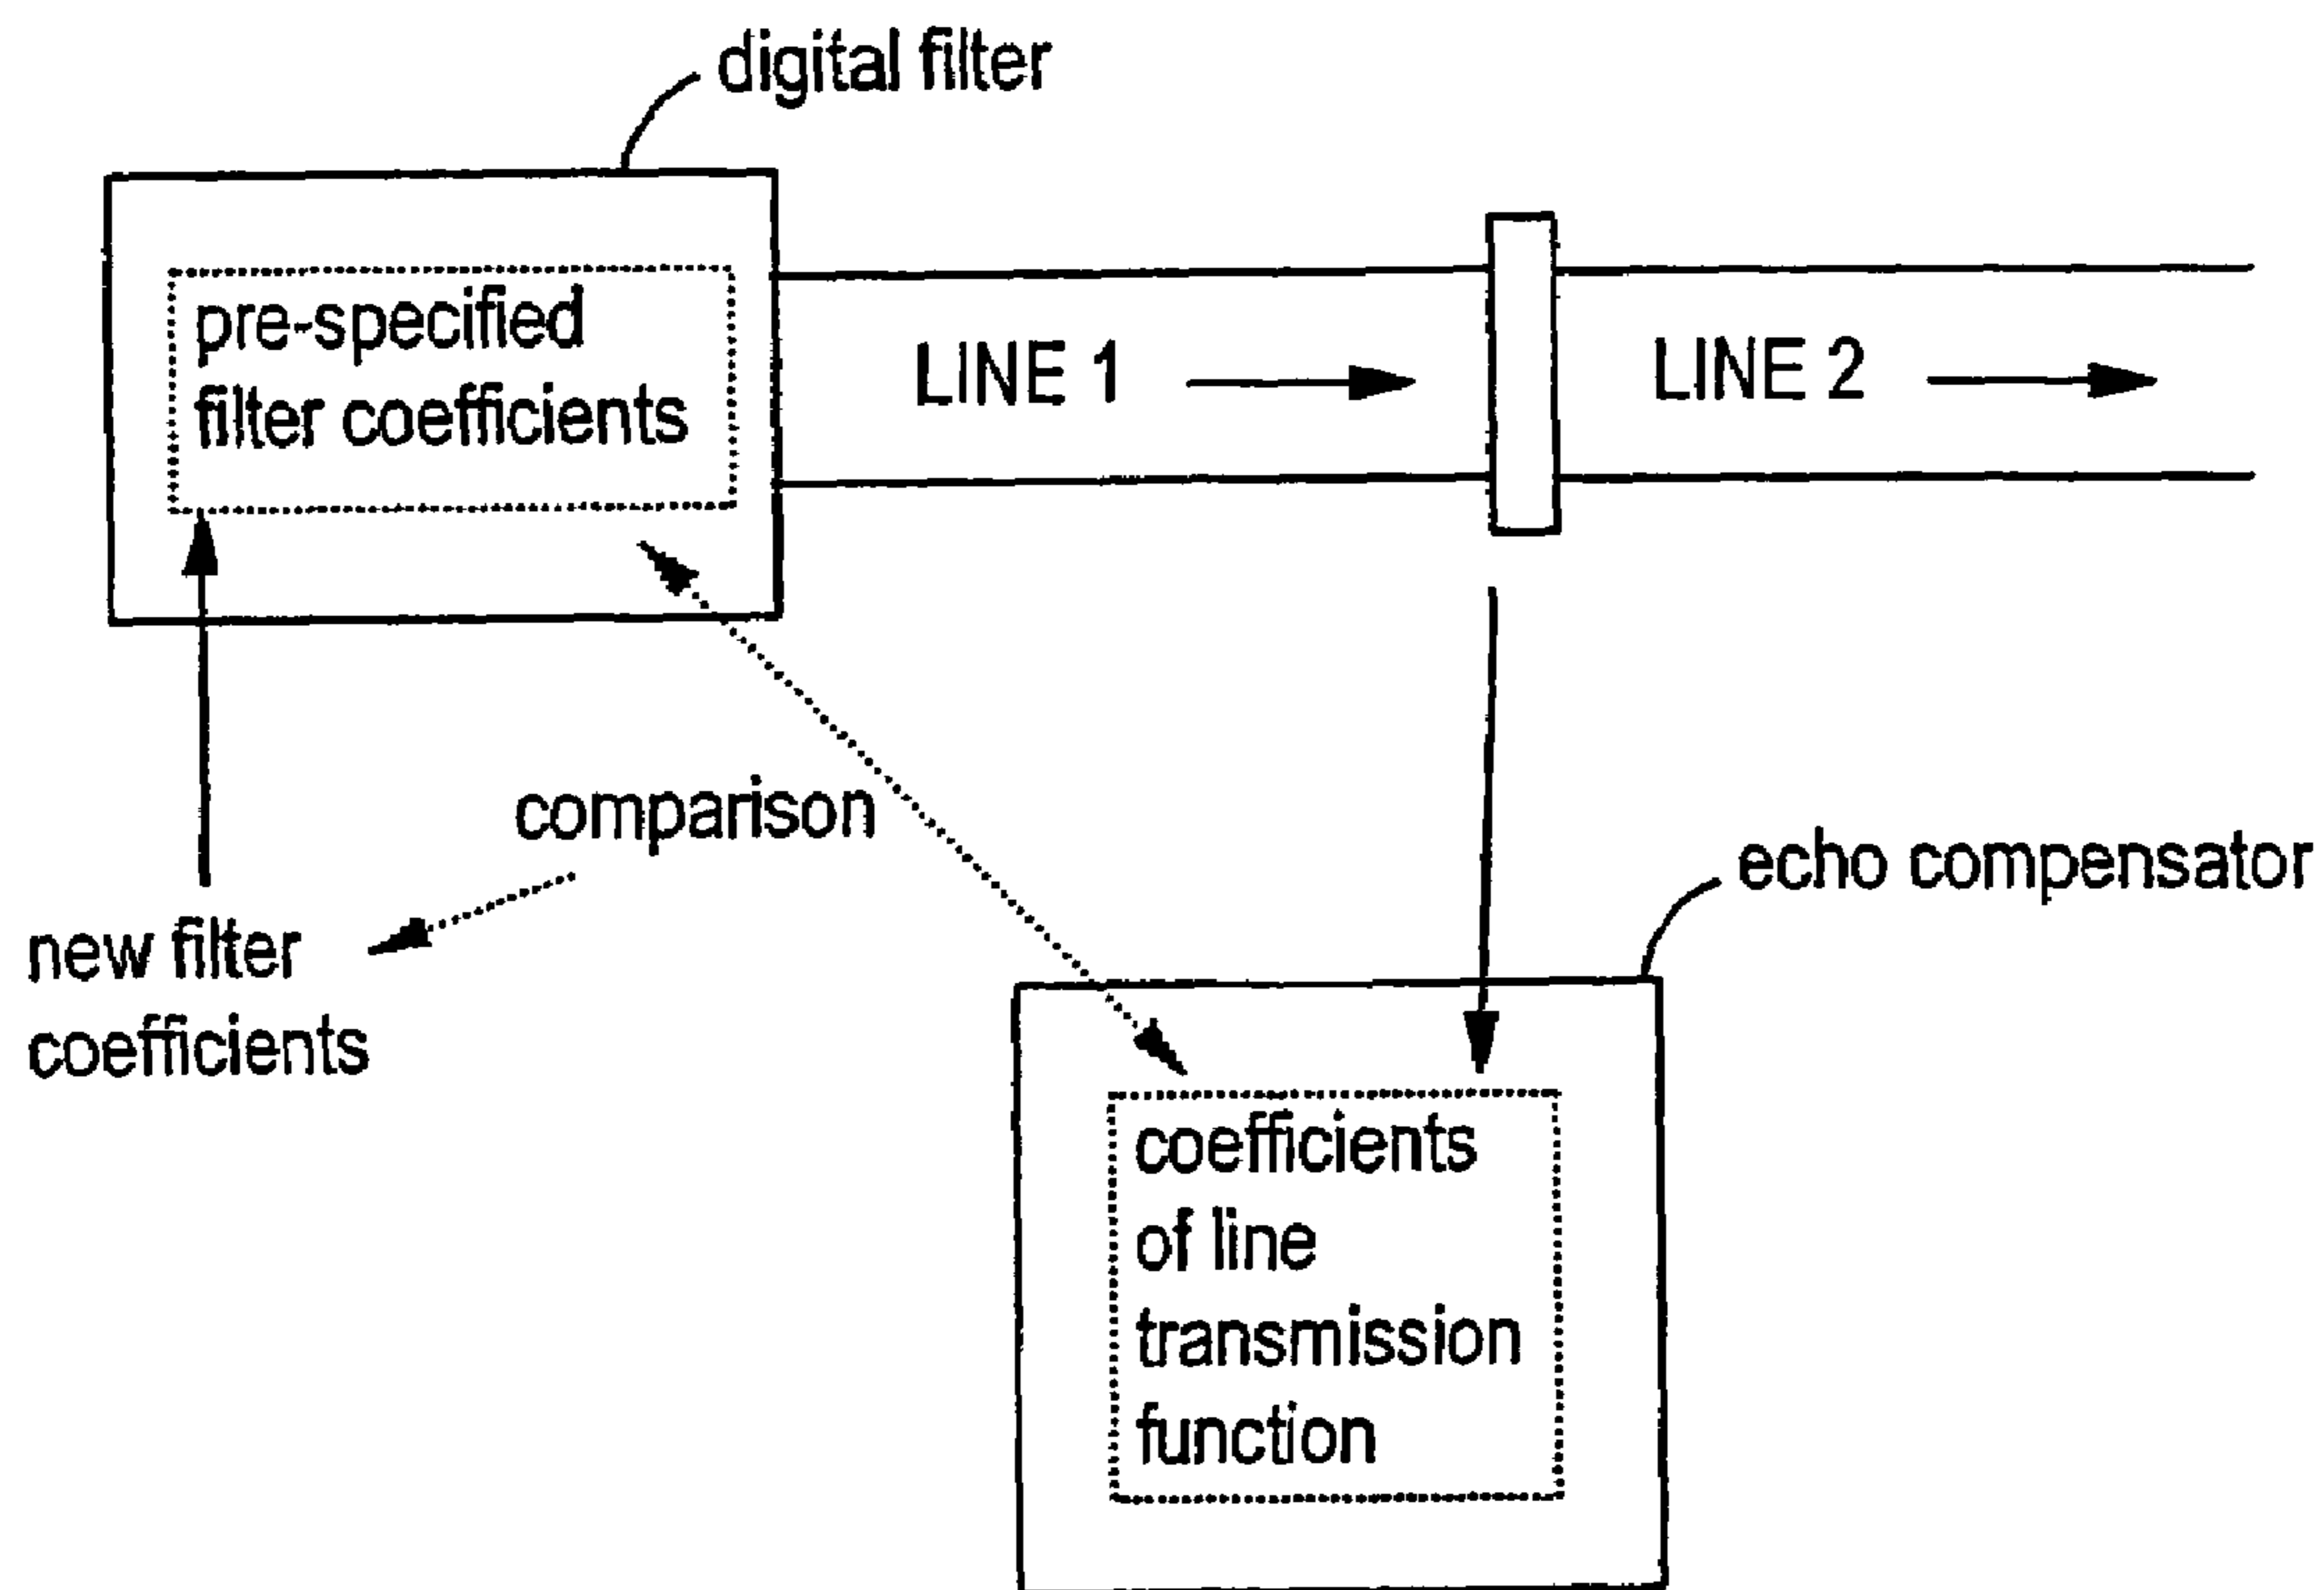 digital filter
pre-specified
filter coefficients
LINE 1
LINE 2
comparison
echo compensator
new filter
coefficients
coefficients
of line
transmission
function